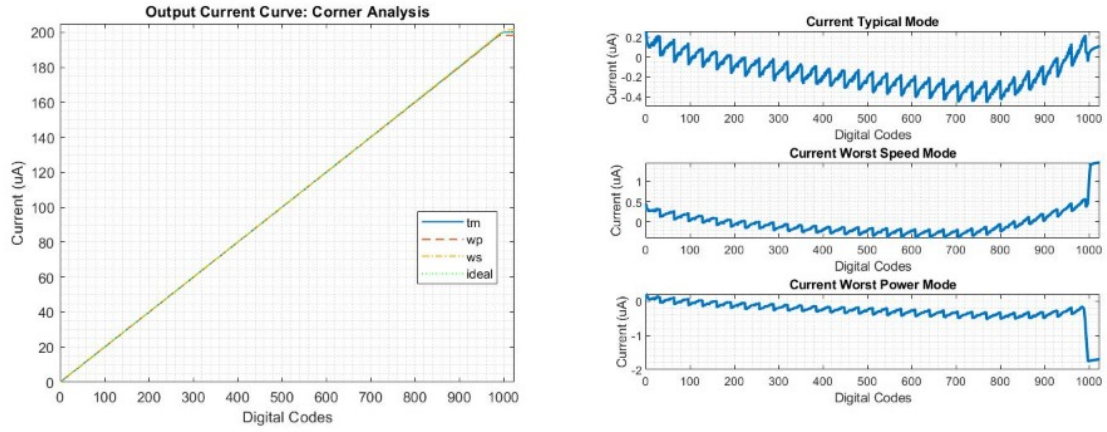 Output Current Curve: Corner Analysis
200
180
160
140
120
100
80
60
40
20
0
Current (uA)
tm
wp
ws
ideal
0 100 200 300 400 500 600 700 800 900 1000
Digital Codes
Current Typical Mode
0.2
0
-0.2
-0.4
Current (uA)
0 100 200 300 400 500 600 700 800 900 1000
Digital Codes
Current Worst Speed Mode
1
0.5
0
Current (uA)
0 100 200 300 400 500 600 700 800 900 1000
Digital Codes
Current Worst Power Mode
0
-1
-2
Current (uA)
0 100 200 300 400 500 600 700 800 900 1000
Digital Codes